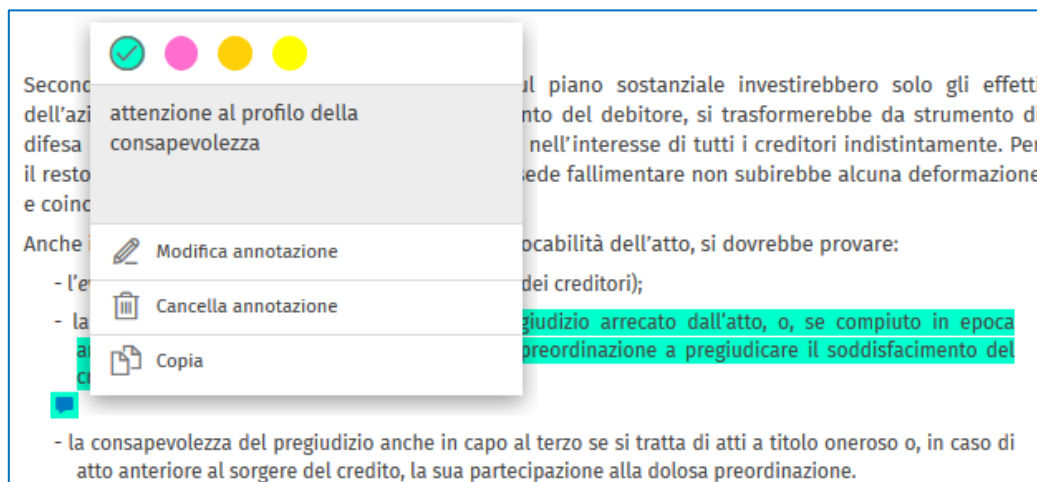 Second
ul piano sostanziale investirebbero solo gli effetti
dell'azi
nto del debitore, si trasformerebbe da strumento di
difesa
nell'interesse di tutti i creditori indistintamente. Per
il resto
sede fallimentare non subirebbe alcuna deformazione
e coinc
Anche i
ocabilità dell'atto, si dovrebbe provare:
- l'ev
dei creditori);
- la
giudizio arrecato dall'atto, o, se compiuto in epoca
preordinazione a pregiudicare il soddisfacimento del
attenzione al profilo della
consapevolezza
Modifica annotazione
Cancella annotazione
Copia
- la consapevolezza del pregiudizio anche in capo al terzo se si tratta di atti a titolo oneroso o, in caso di
atto anteriore al sorgere del credito, la sua partecipazione alla dolosa preordinazione.